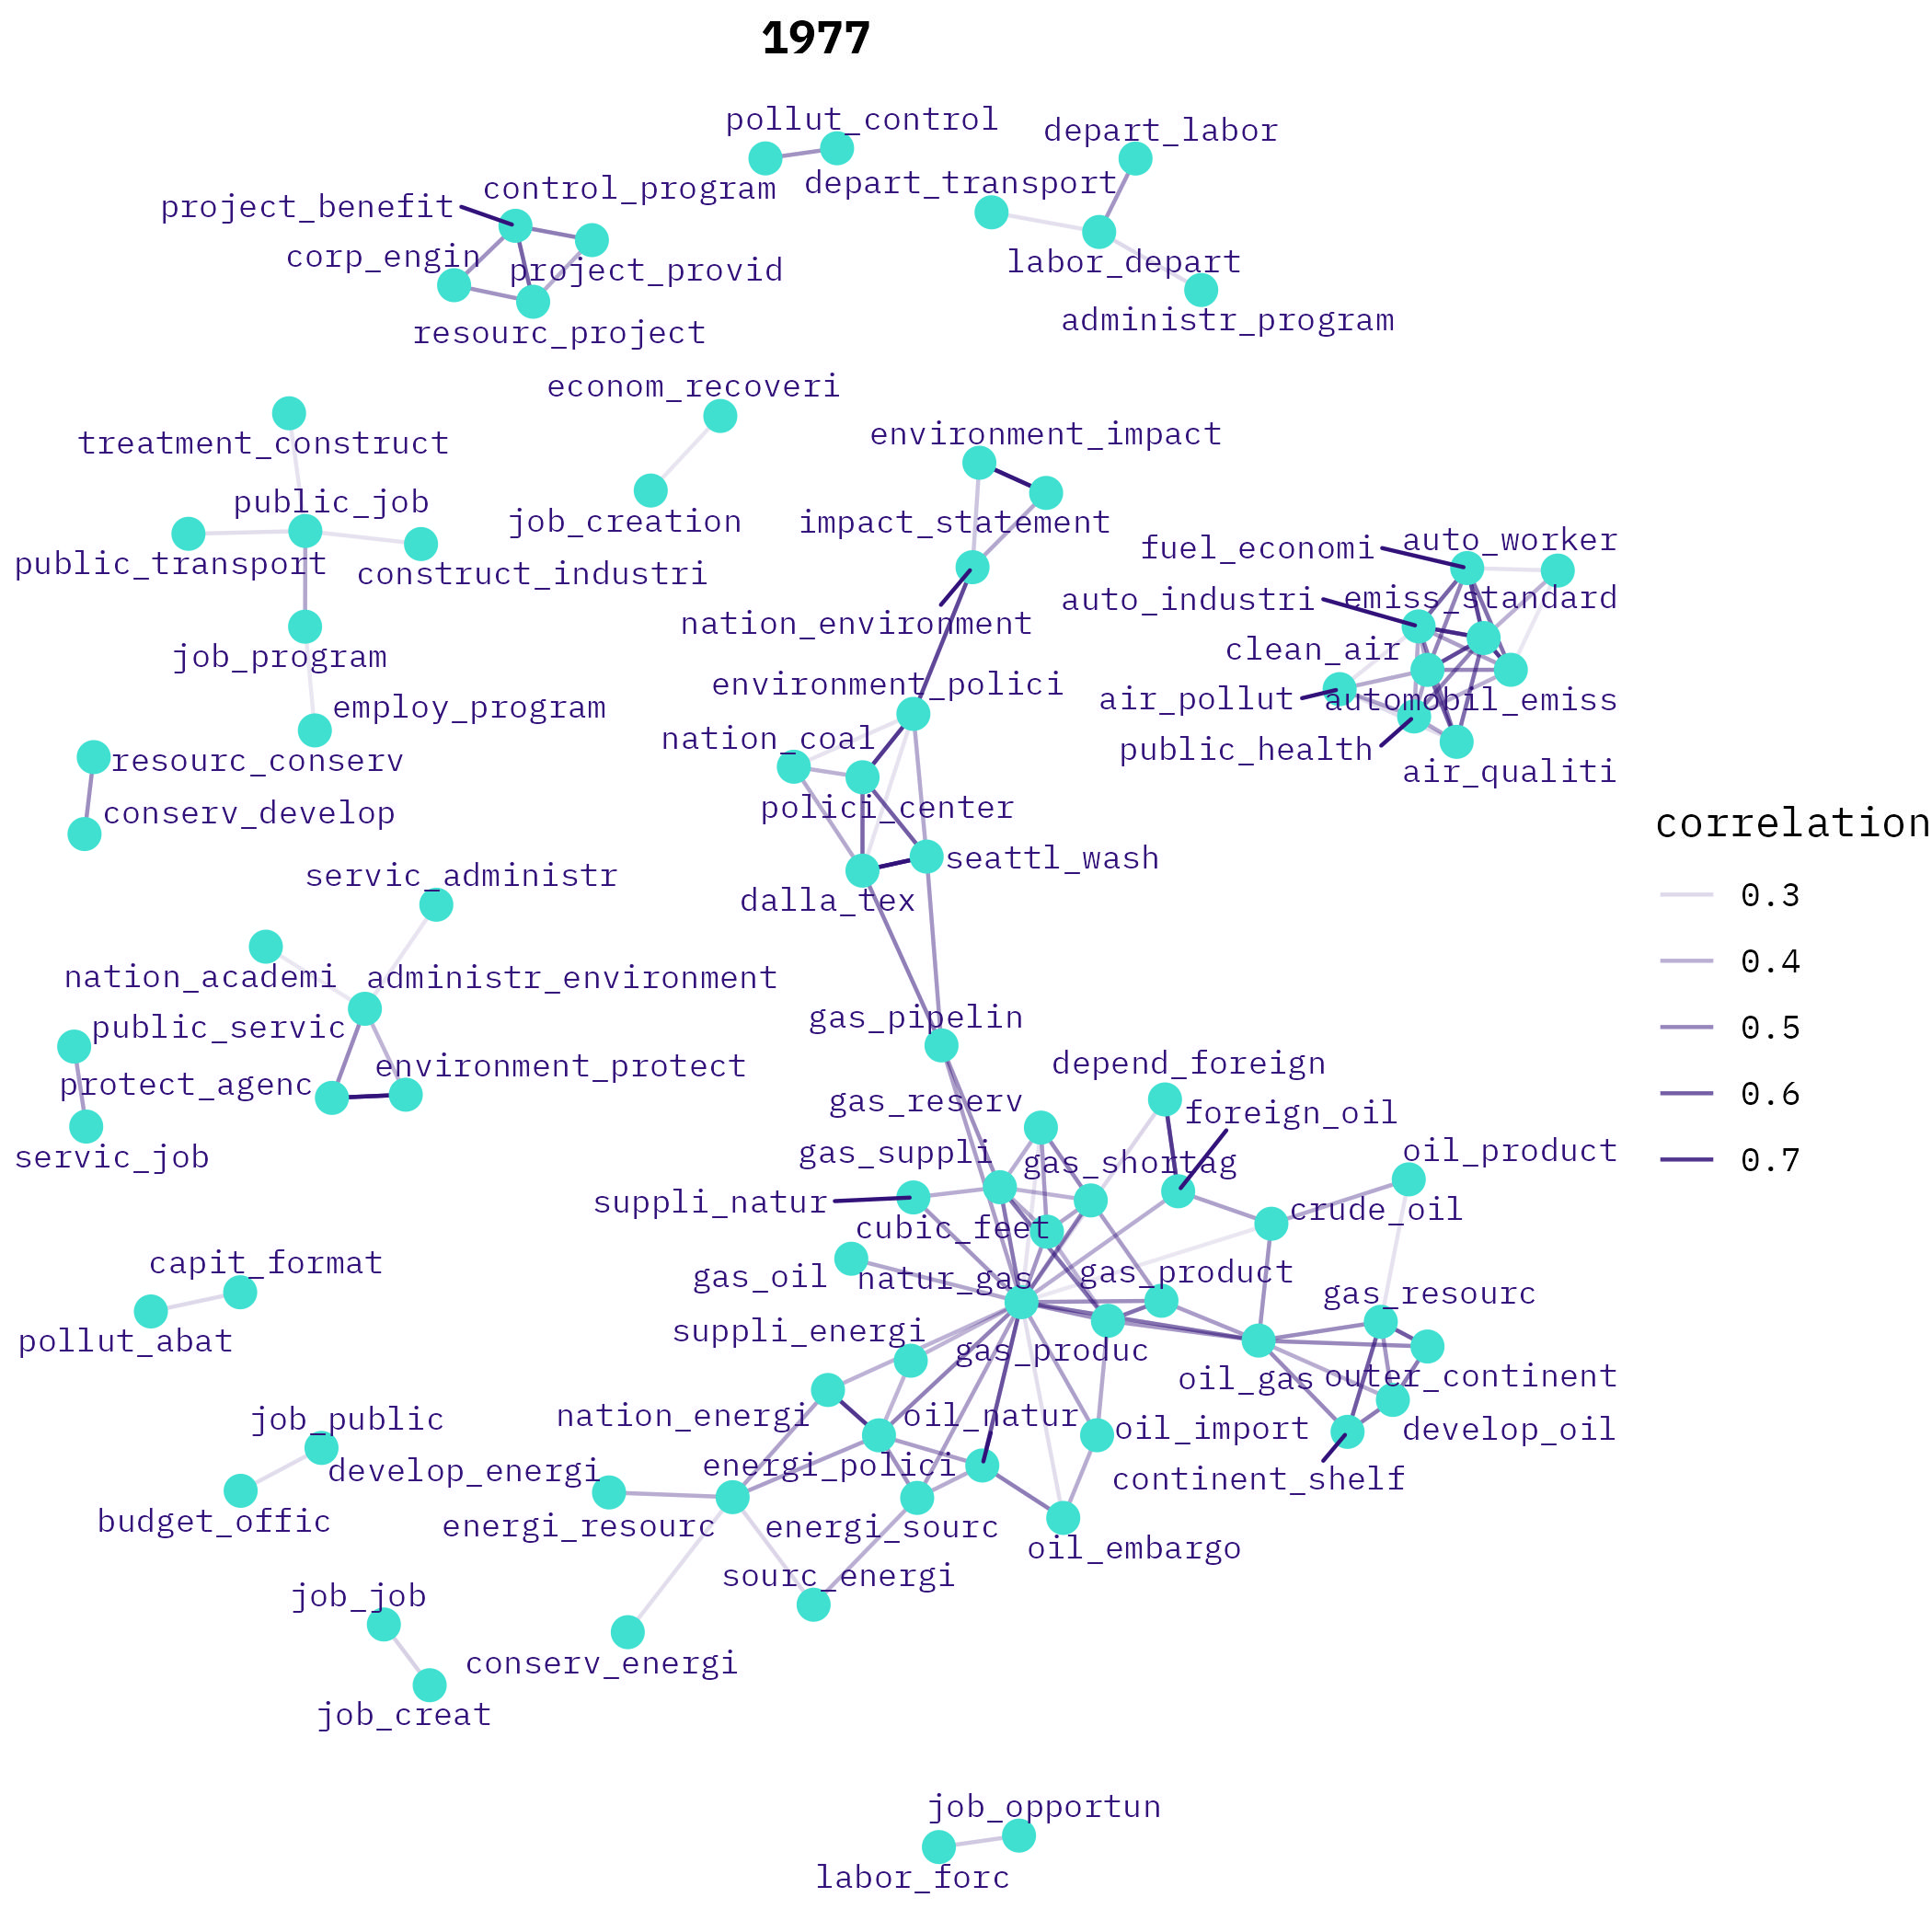 1977
pollut_control
depart_labor
control_program
depart_transport
project_benefit
corp_engin
project_provid
labor_depart
resourc_project
administr_program
econom_recoveri
treatment_construct
environment_impact
public_job
job_creation
impact_statement
public_transport
construct_industri
fuel_economi
auto_worker
auto_industri
emiss_standard
nation_environment
clean_air
job_program
environment_polici
air_pollut
automobil_emiss
employ_program
nation_coal
public_health
resourc_conserv
air_qualiti
conserv_develop
polici_center
correlation
seattl_wash
servic_administr
dalla_tex
0.3
0.4
0.5
0.6
0.7
nation_academi
administr_environment
public_servic
gas_pipelin
protect_agenc
environment_protect
depend_foreign
gas_reserv
foreign_oil
servic_job
gas_suppli
gas_shortag
oil_product
suppli_natur
cubic_feet
crude_oil
capit_format
gas_oil
natur_gas
gas_product
gas_resourc
pollut_abat
suppli_energi
gas_produc
oil_gas
outer_continent
job_public
nation_energi
oil_natur
oil_import
develop_oil
develop_energi
energi_polici
continent_shelf
budget_offic
energi_resourc
energi_sourc
oil_embargo
sourc_energi
job_job
conserv_energi
job_creat
job_opportun
labor_forc